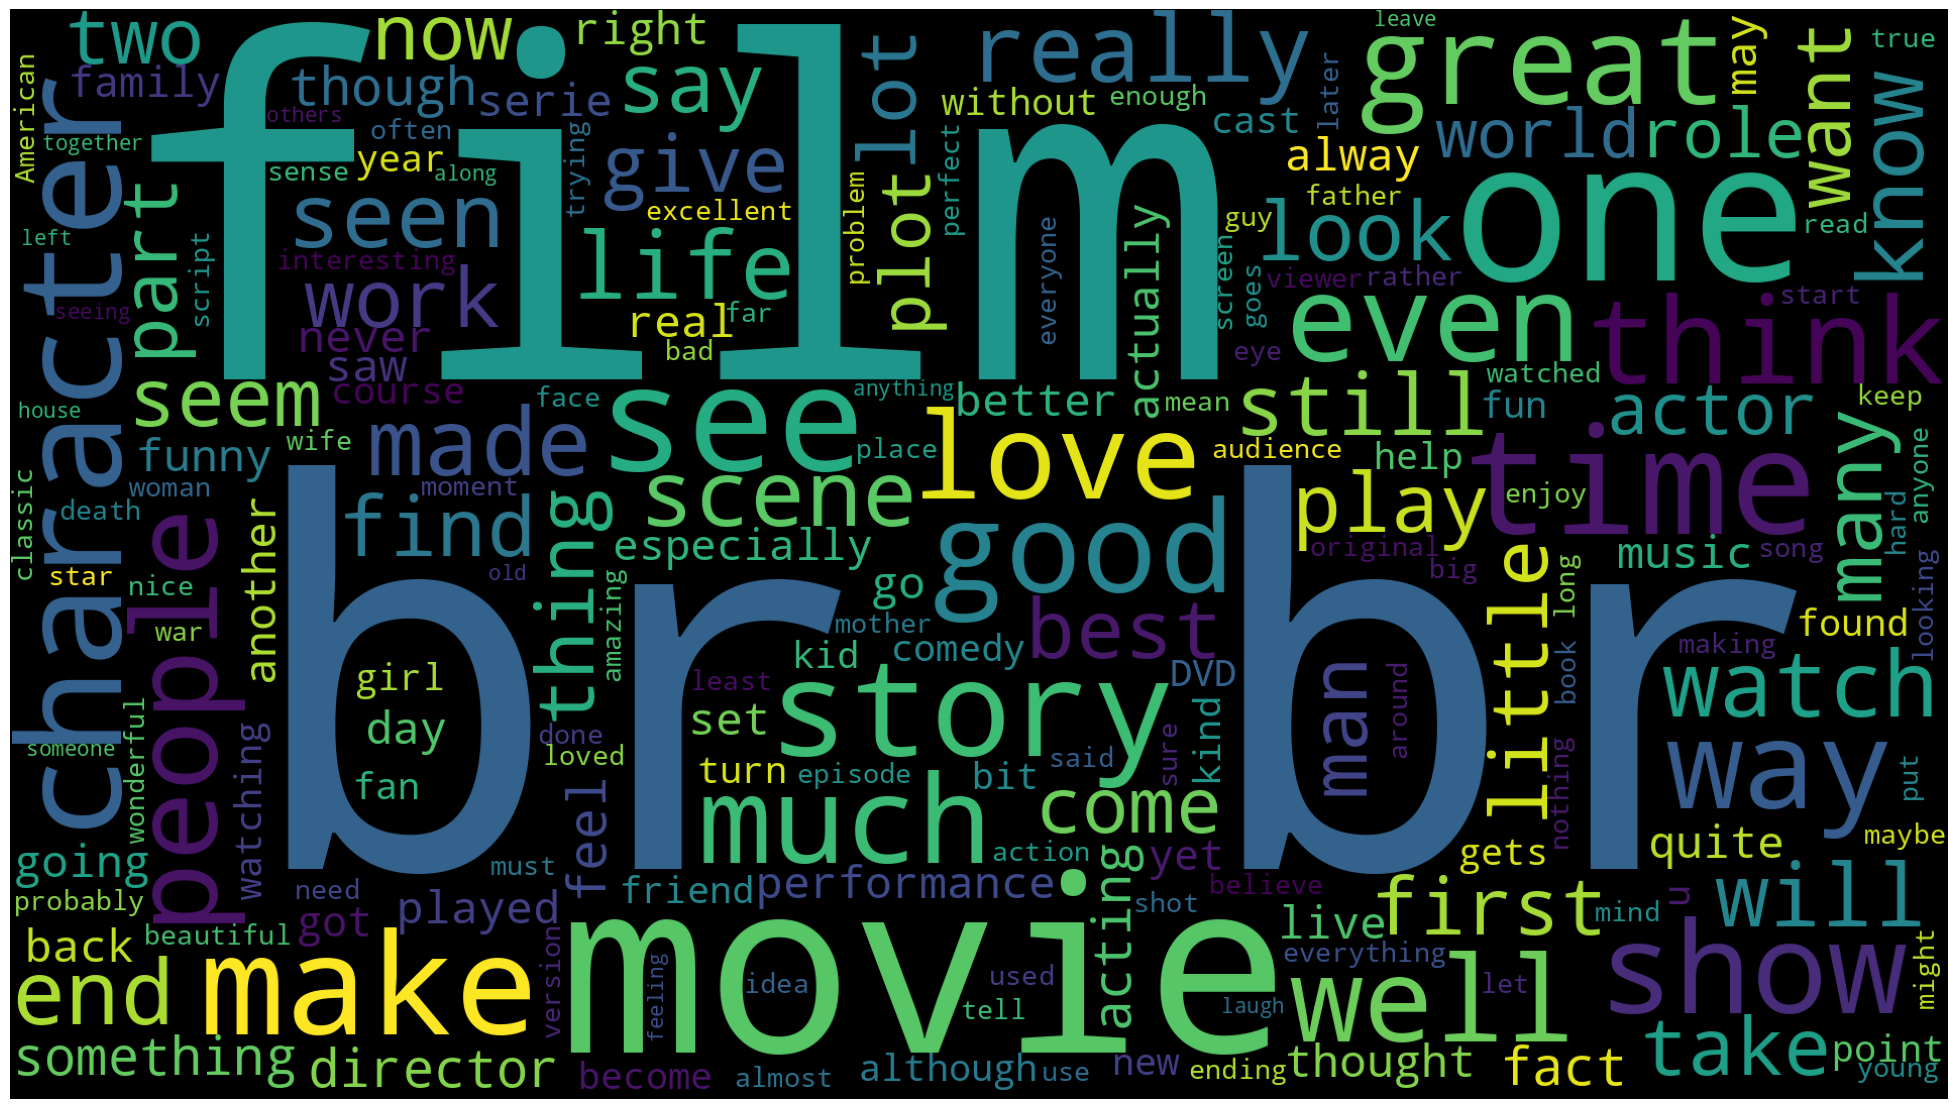 film
br br
movie
one
character
great
think
time
good
story
see
love
even
make
show
well
people
way
much
know
really
seen
life
work
scene
made
find
thing
best
come
play
little
watch
first
will
take
still
actor
many
look
world
role
want
may
true
leave
lot
plot
say
right
now
two
family
though
serie
others
often
year
along
sense
trying
give
excellent
part
American
together
left
script
seeing
interesting
never
saw
course
real
far
bad
problem
perfect
without
enough
cast
later
alway
father
guy
screen
goes
viewer
rather
read
start
eye
everyone
actually
seem
house
funny
wife
woman
death
classic
star
nice
war
another
moment
face
place
anything
better
mean
audience
help
watched
fun
enjoy
keep
anyone
hard
looking
music
song
original
big
long
book
making
found
especially
old
amazing
go
mother
comedy
kid
DVD
kind
sure
said
bit
episode
turn
set
least
loved
done
girl
day
fan
man
around
nothing
put
maybe
quite
gets
yet
believe
action
acting
shot
performance
friend
feel
must
need
got
played
watching
wonderful
someone
going
probably
beautiful
back
end
something
director
version
feeling
become
almost
idea
used
tell
although
use
new
ending
laugh
let
everything
live
mind
u
thought
fact
point
young
might